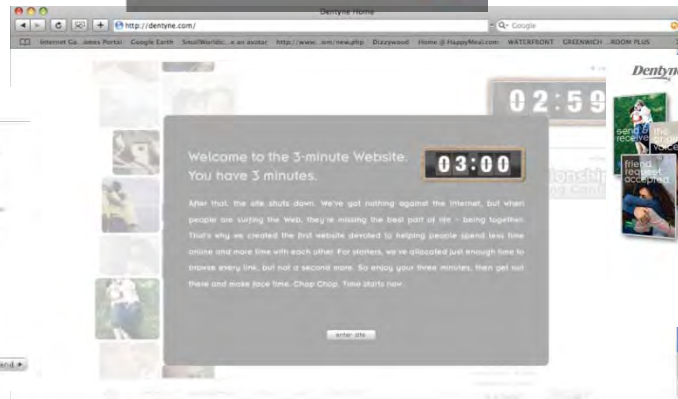 Dentyne Home
http://dentyne.com/
Google
Google Earth
Dizzywood
Home @ HappyMeal.com
WATERFRONT
GREENWICH
ROOM PLUS
02:59
Dentyne
send &
receive
the
original
voice
friend
request
accepted
Welcome to the 3-minute Website.
You have 3 minutes.
03:00
After that, the site shuts down. We've got nothing against the Internet, but when
people are surfing the Web, they're missing the best part of life - being together.
That's why we created the first website devoted to helping people spend less time
online and more time with each other. For starters, we've allocated just enough time to
browse every link, but not a second more. So enjoy your three minutes, then get out
there and make face time. Chop Chop. Time starts now.
enter site